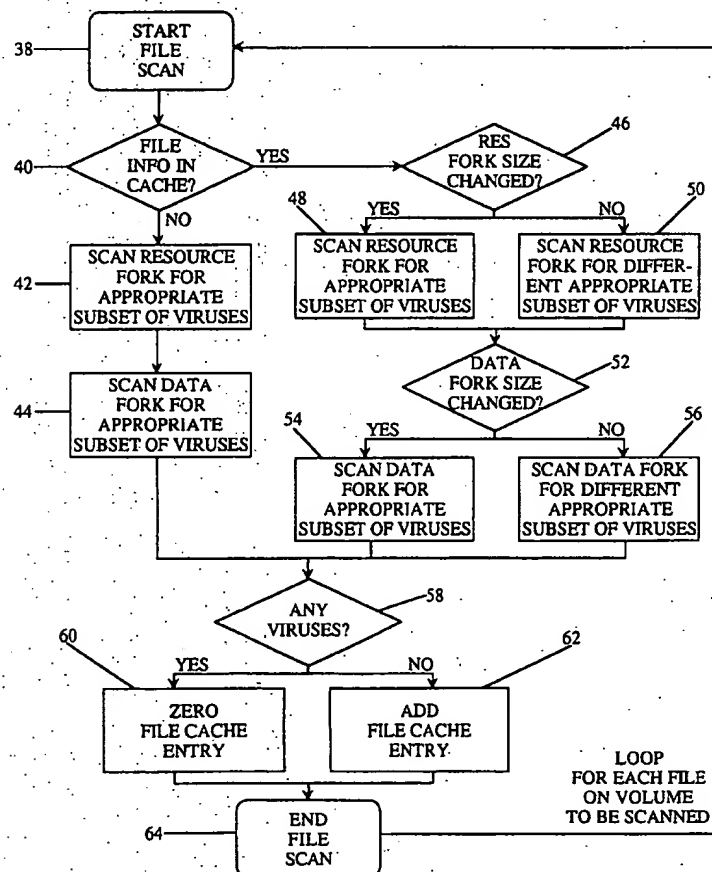 START
FILE
SCAN
38
FILE
INFO IN
CACHE?
40
YES
NO
RES
FORK SIZE
CHANGED?
46
YES
NO
48
50
SCAN RESOURCE
FORK FOR
APPROPRIATE
SUBSET OF VIRUSES
42
SCAN RESOURCE
FORK FOR
APPROPRIATE
SUBSET OF VIRUSES
SCAN RESOURCE
FORK FOR DIFFER-
ENT APPROPRIATE
SUBSET OF VIRUSES
SCAN DATA
FORK FOR
APPROPRIATE
SUBSET OF VIRUSES
44
DATA
FORK SIZE
CHANGED?
52
YES
NO
54
56
SCAN DATA
FORK FOR
APPROPRIATE
SUBSET OF VIRUSES
SCAN DATA FORK
FOR DIFFERENT
APPROPRIATE
SUBSET OF VIRUSES
ANY
VIRUSES?
58
YES
NO
60
62
ZERO
FILE CACHE
ENTRY
ADD
FILE CACHE
ENTRY
LOOP
FOR EACH FILE
ON VOLUME
TO BE SCANNED
END
FILE
SCAN
64